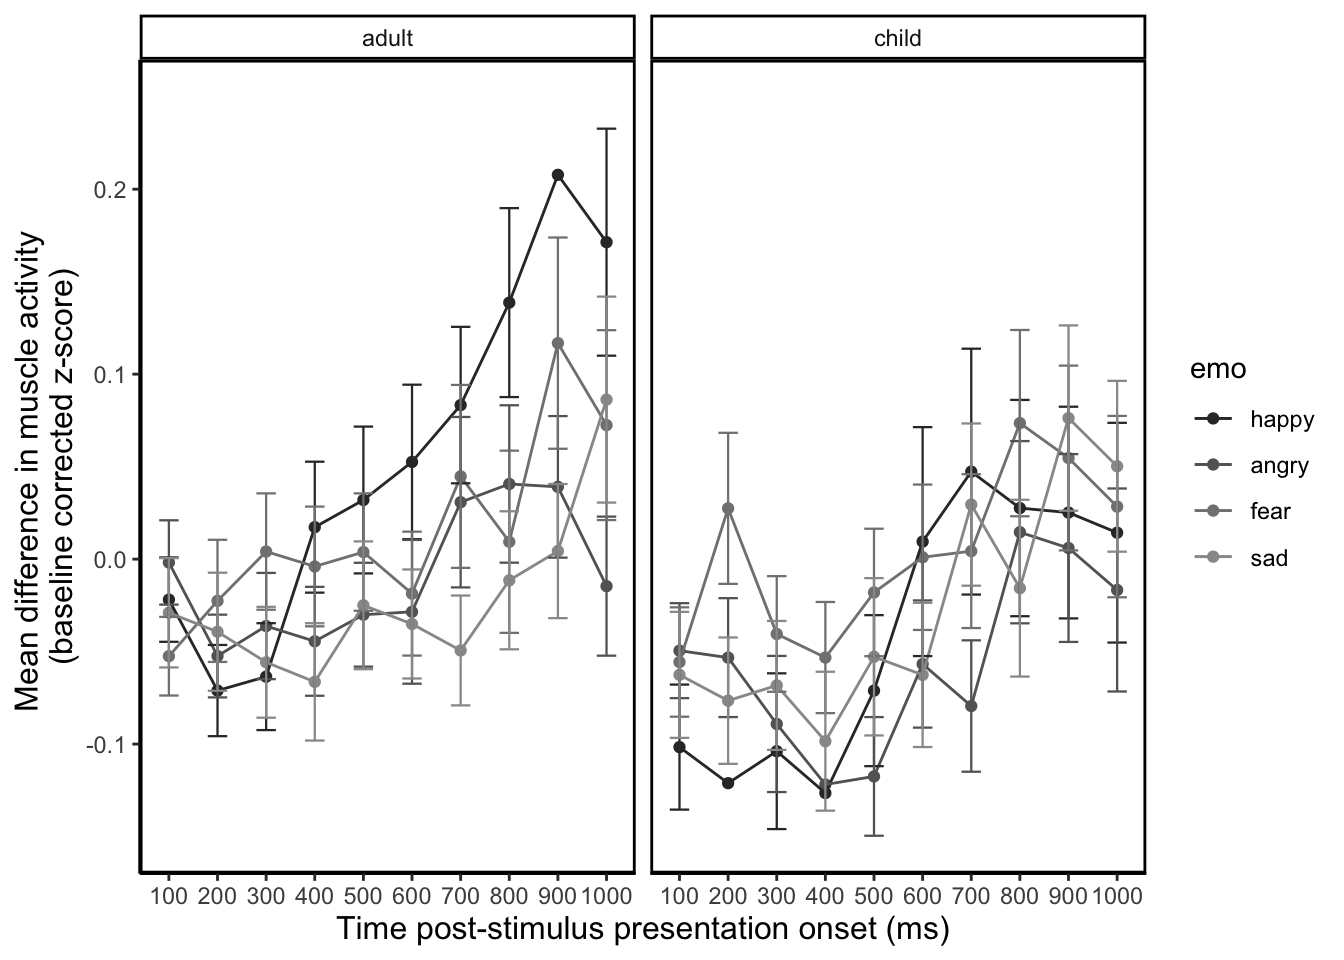 adult
child
Mean difference in muscle activity
(baseline corrected z-score)
0.2
0.1
0.0
-0.1
100 200 300 400 500 600 700 800 900 1000
100 200 300 400 500 600 700 800 900 1000
Time post-stimulus presentation onset (ms)
emo
happy
angry
fear
sad